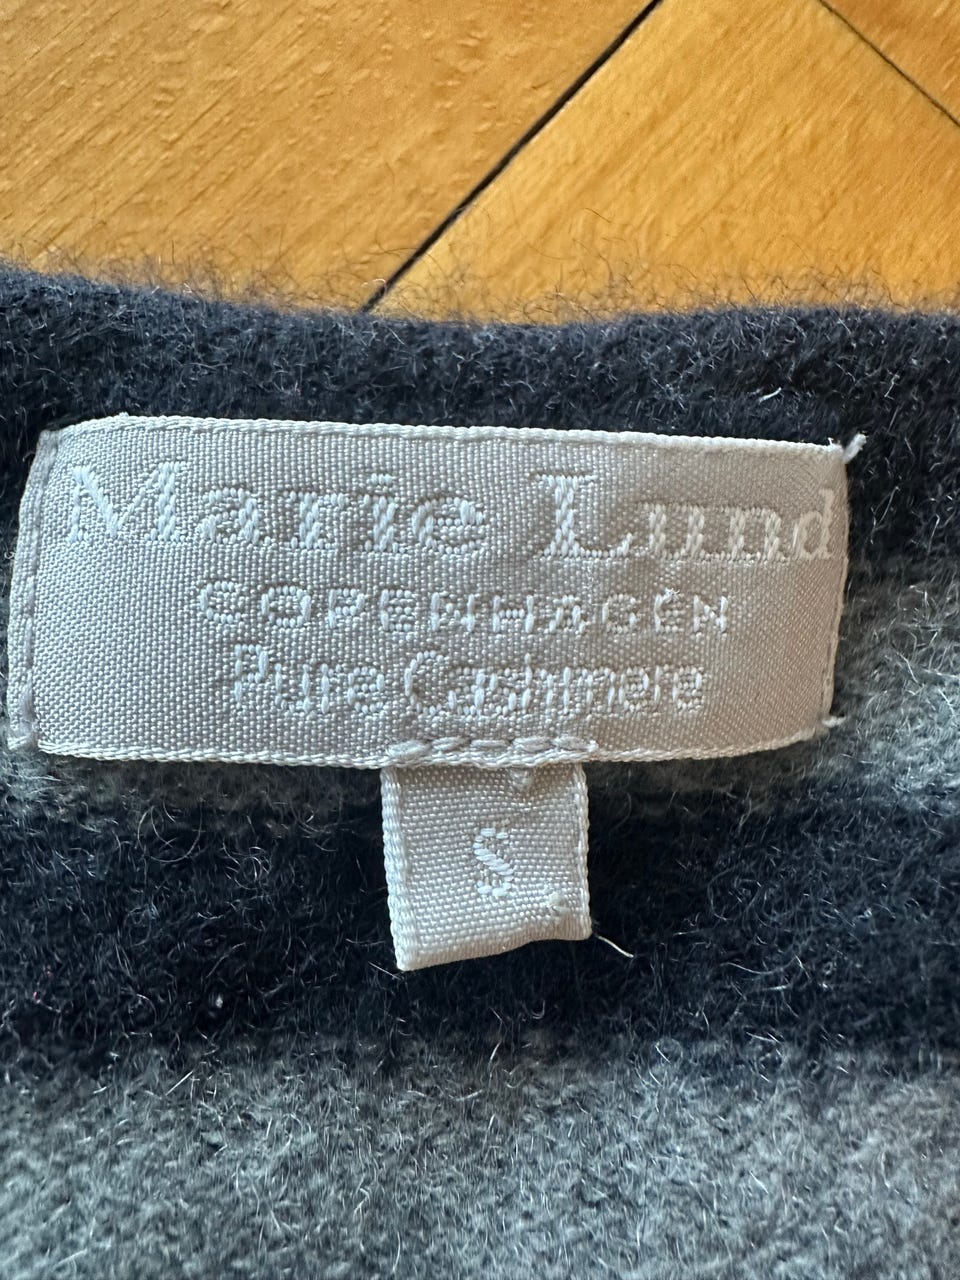 Marie Lund
COPENHAGEN
Pure Cashmere
S